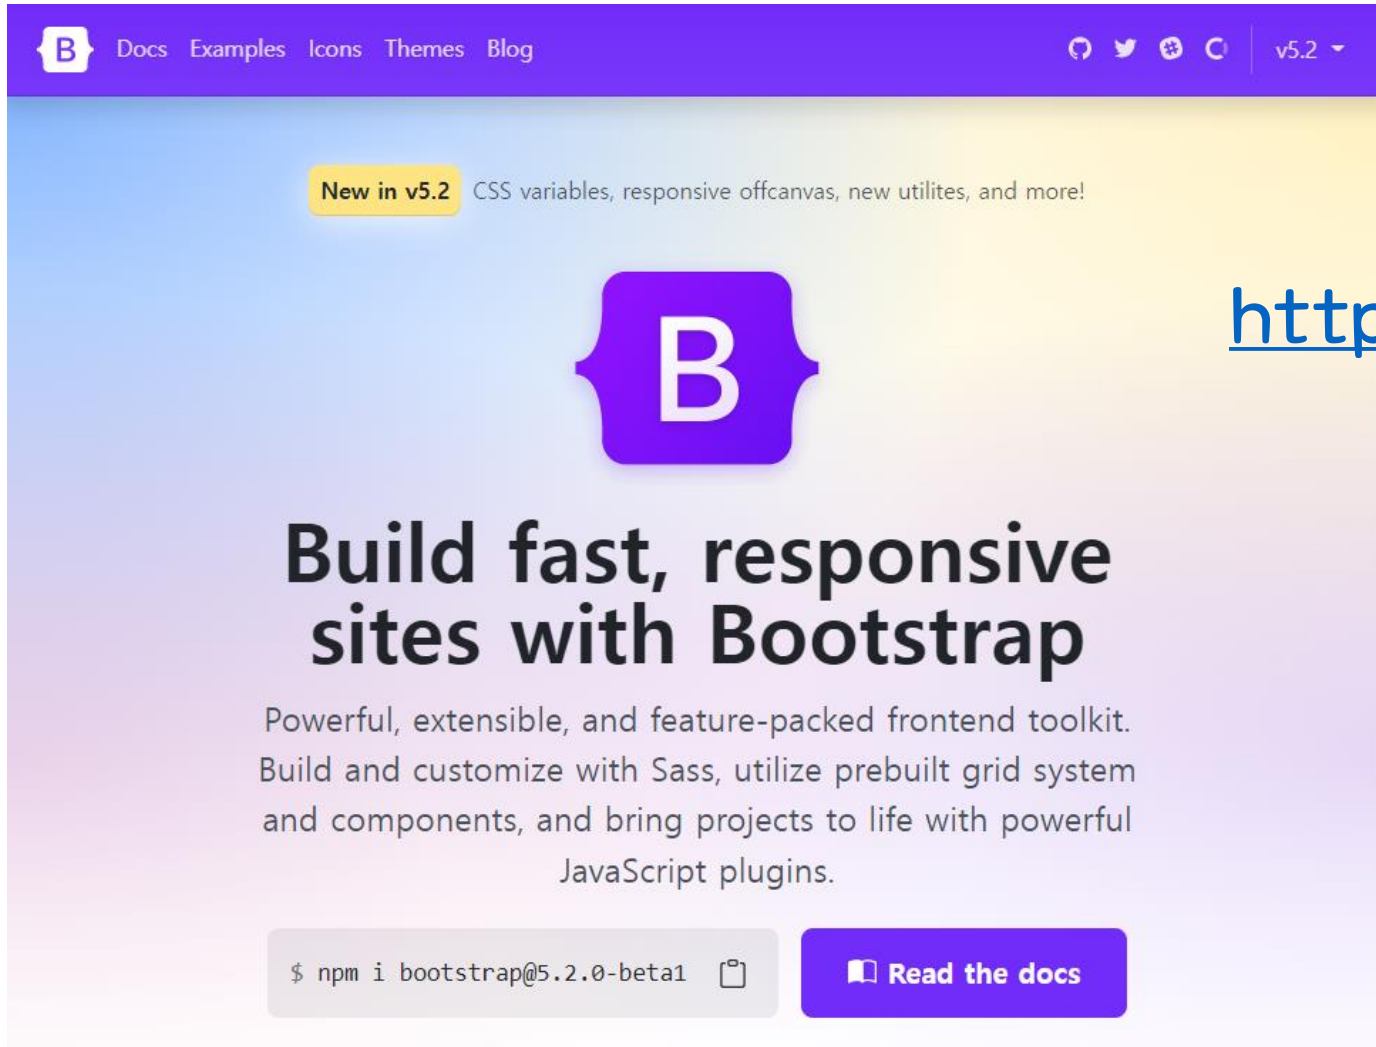 B Docs Examples Icons Themes Blog v5.2
New in v5.2 CSS variables, responsive offcanvas, new utilites, and more!
http
B
Build fast, responsive
sites with Bootstrap
Powerful, extensible, and feature-packed frontend toolkit.
Build and customize with Sass, utilize prebuilt grid system
and components, and bring projects to life with powerful
JavaScript plugins.
$ npm i bootstrap@5.2.0-beta1 Read the docs